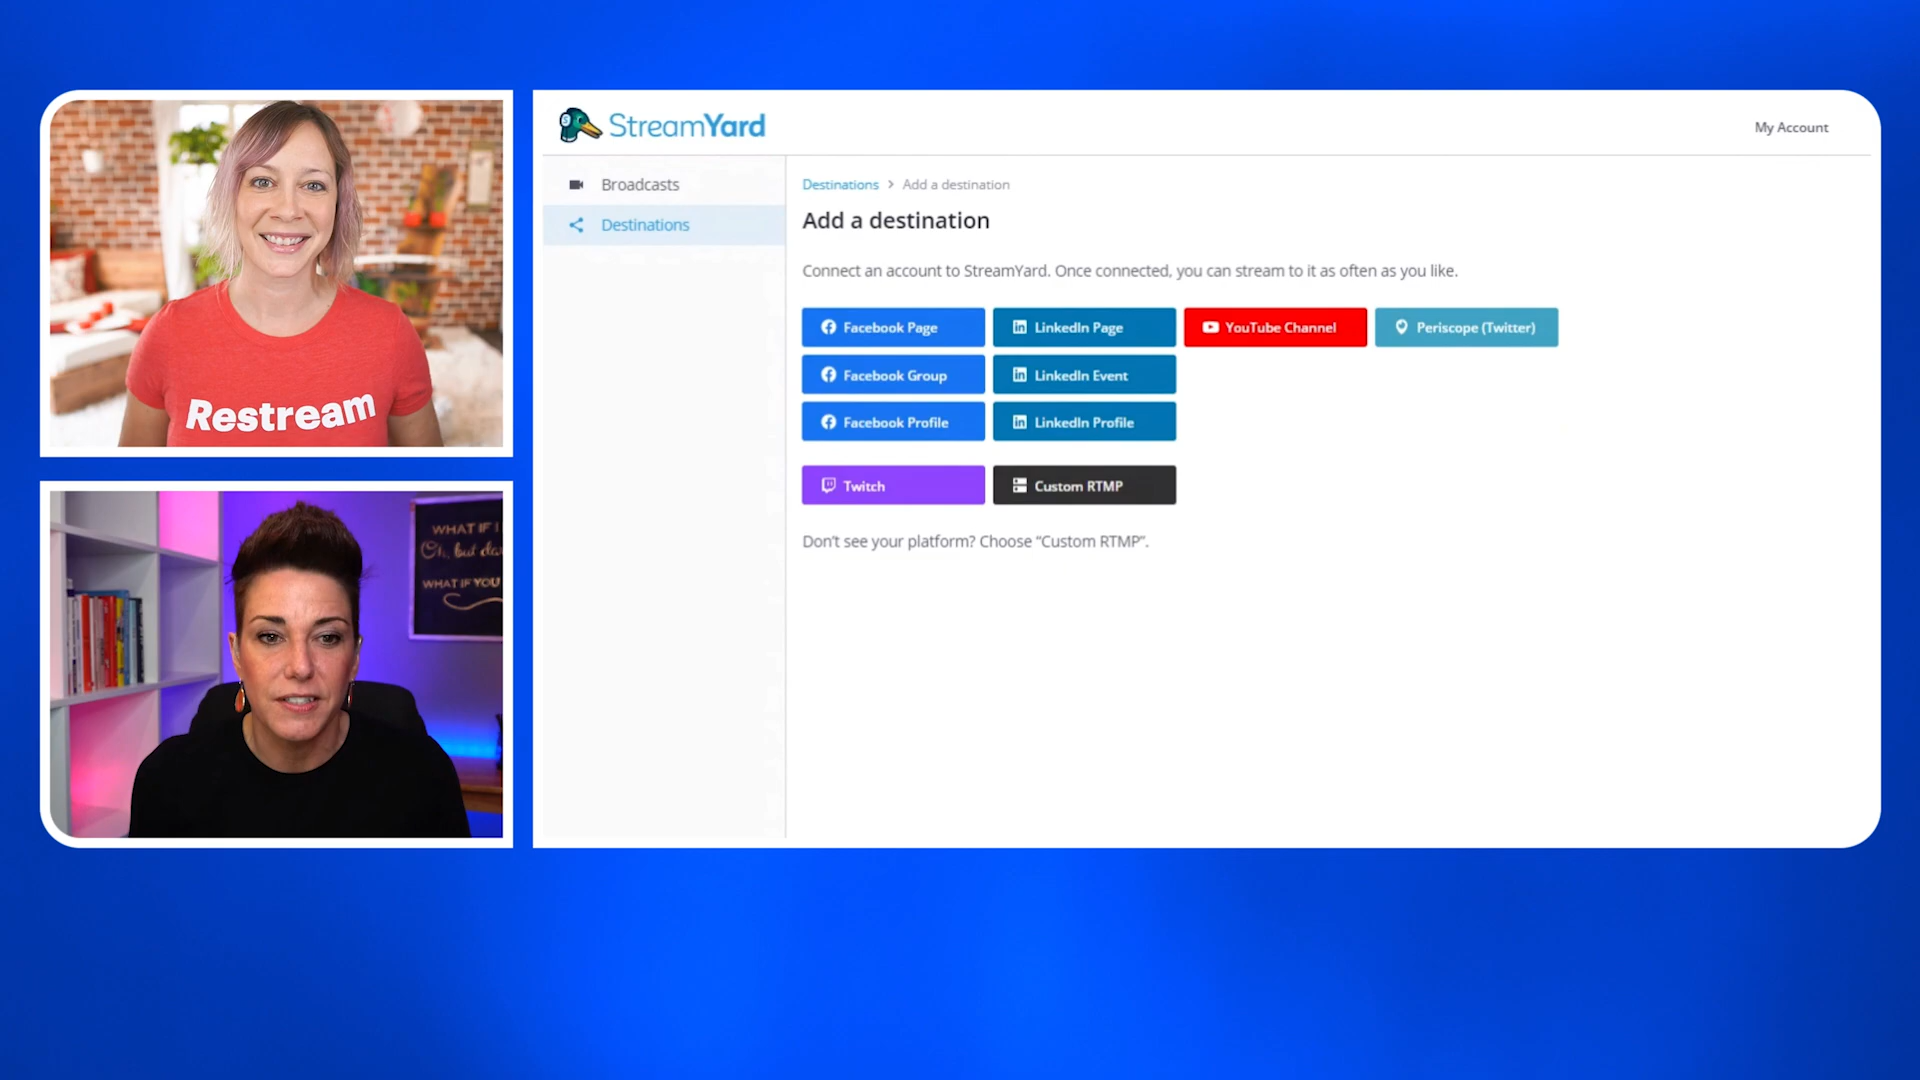 Restream
WHAT IF I
Oh, but da
WHAT IF YOU
StreamYard
My Account
Broadcasts
Destinations
Destinations > Add a destination
Add a destination
Connect an account to StreamYard. Once connected, you can stream to it as often as you like.
Facebook Page
LinkedIn Page
YouTube Channel
Periscope (Twitter)
Facebook Group
LinkedIn Event
Facebook Profile
LinkedIn Profile
Twitch
Custom RTMP
Don't see your platform? Choose “Custom RTMP”.